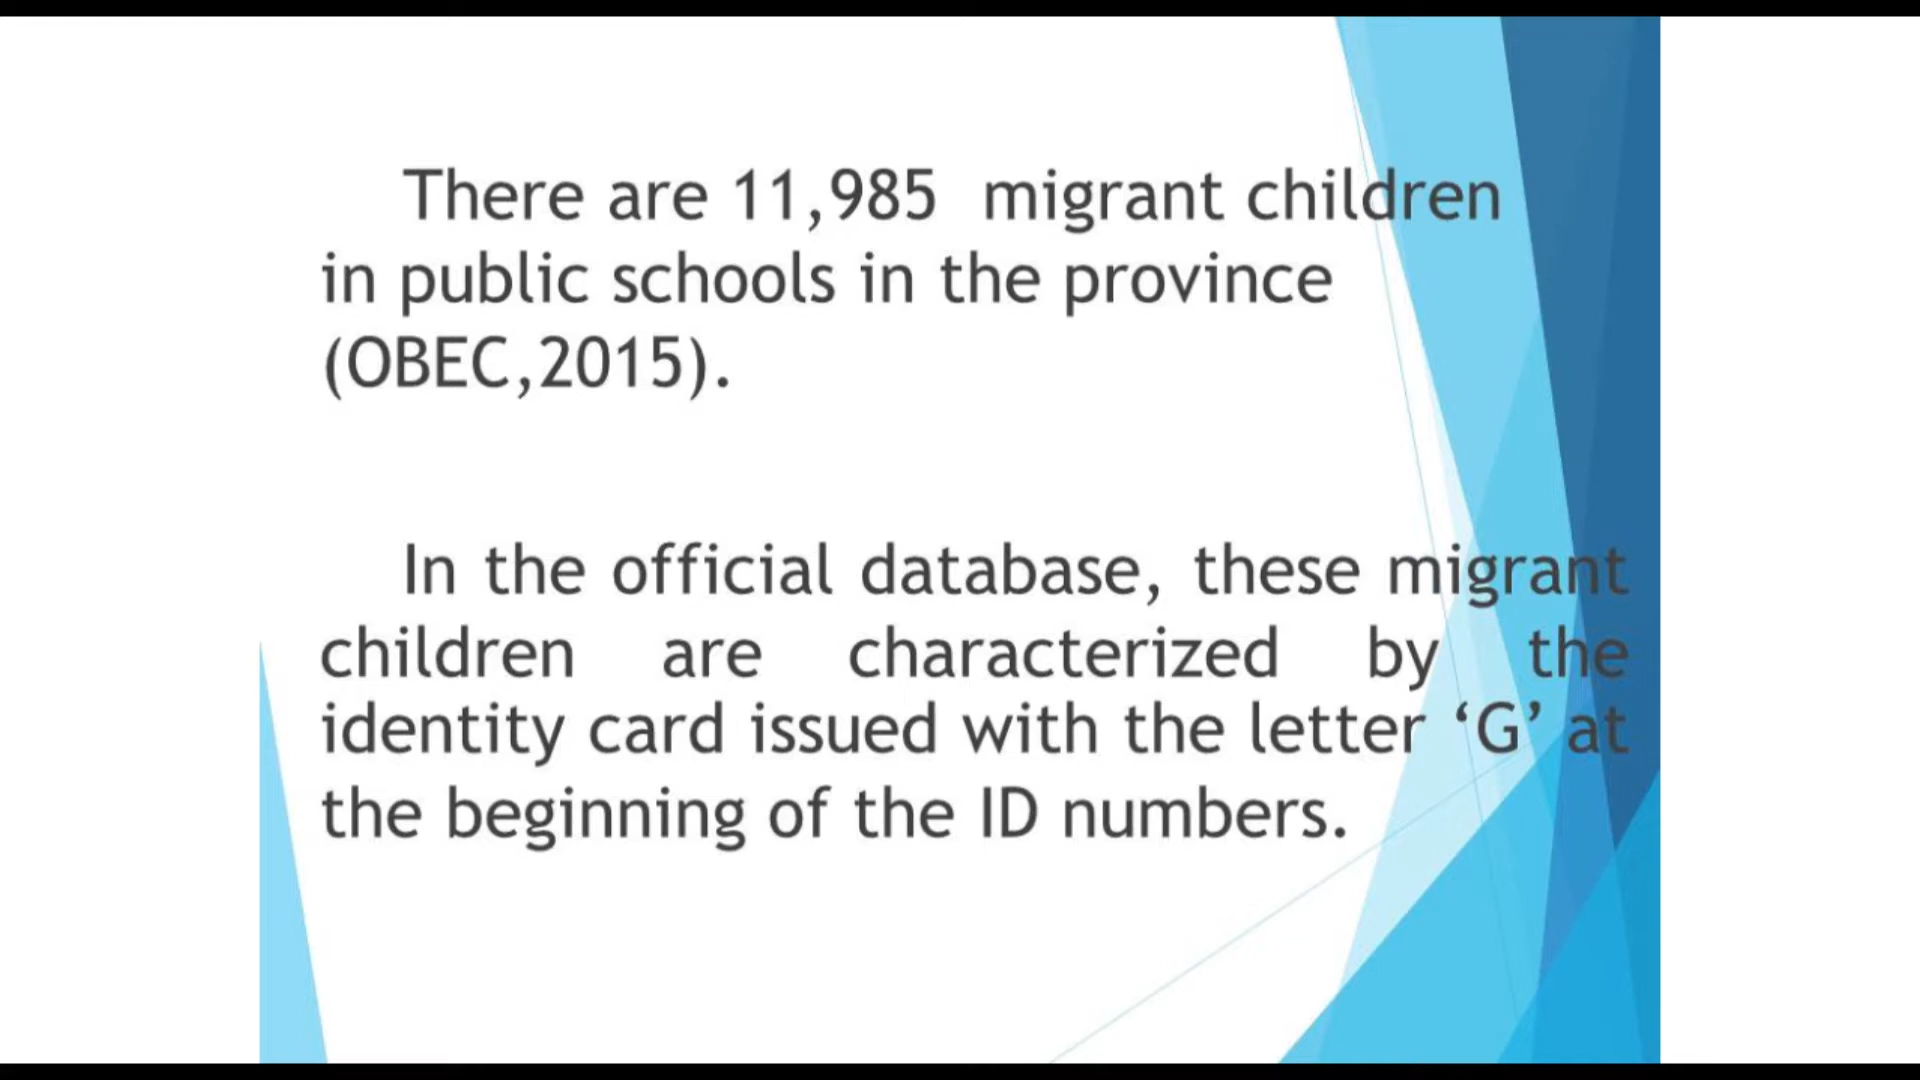 There are 11,985  migrant children
in public schools in the province
(OBEC,2015).
In the official database, these migrant
children are characterized by the
identity card issued with the letter ‘G’ at
the beginning of the ID numbers.